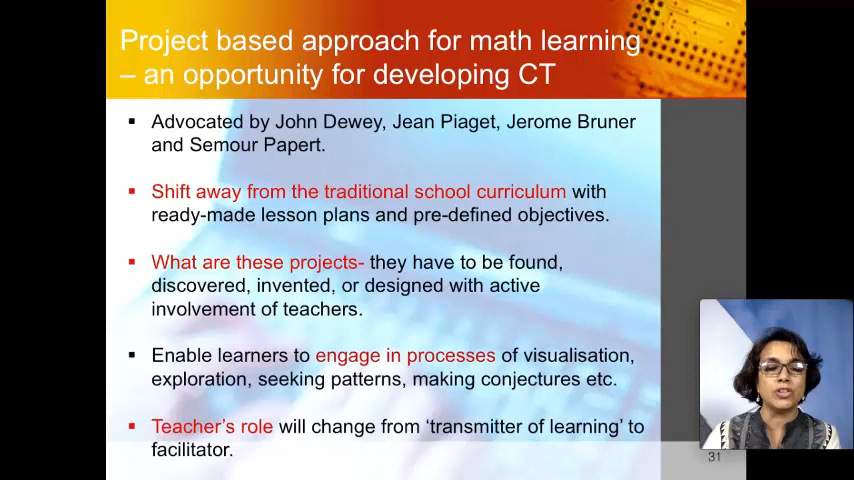 Project based approach for math learning
– an opportunity for developing CT
▪ Advocated by John Dewey, Jean Piaget, Jerome Bruner
and Semour Papert.
▪ Shift away from the traditional school curriculum with
ready-made lesson plans and pre-defined objectives.
▪ What are these projects- they have to be found,
discovered, invented, or designed with active
involvement of teachers.
▪ Enable learners to engage in processes of visualisation,
exploration, seeking patterns, making conjectures etc.
▪ Teacher’s role will change from ‘transmitter of learning’ to
facilitator.
31